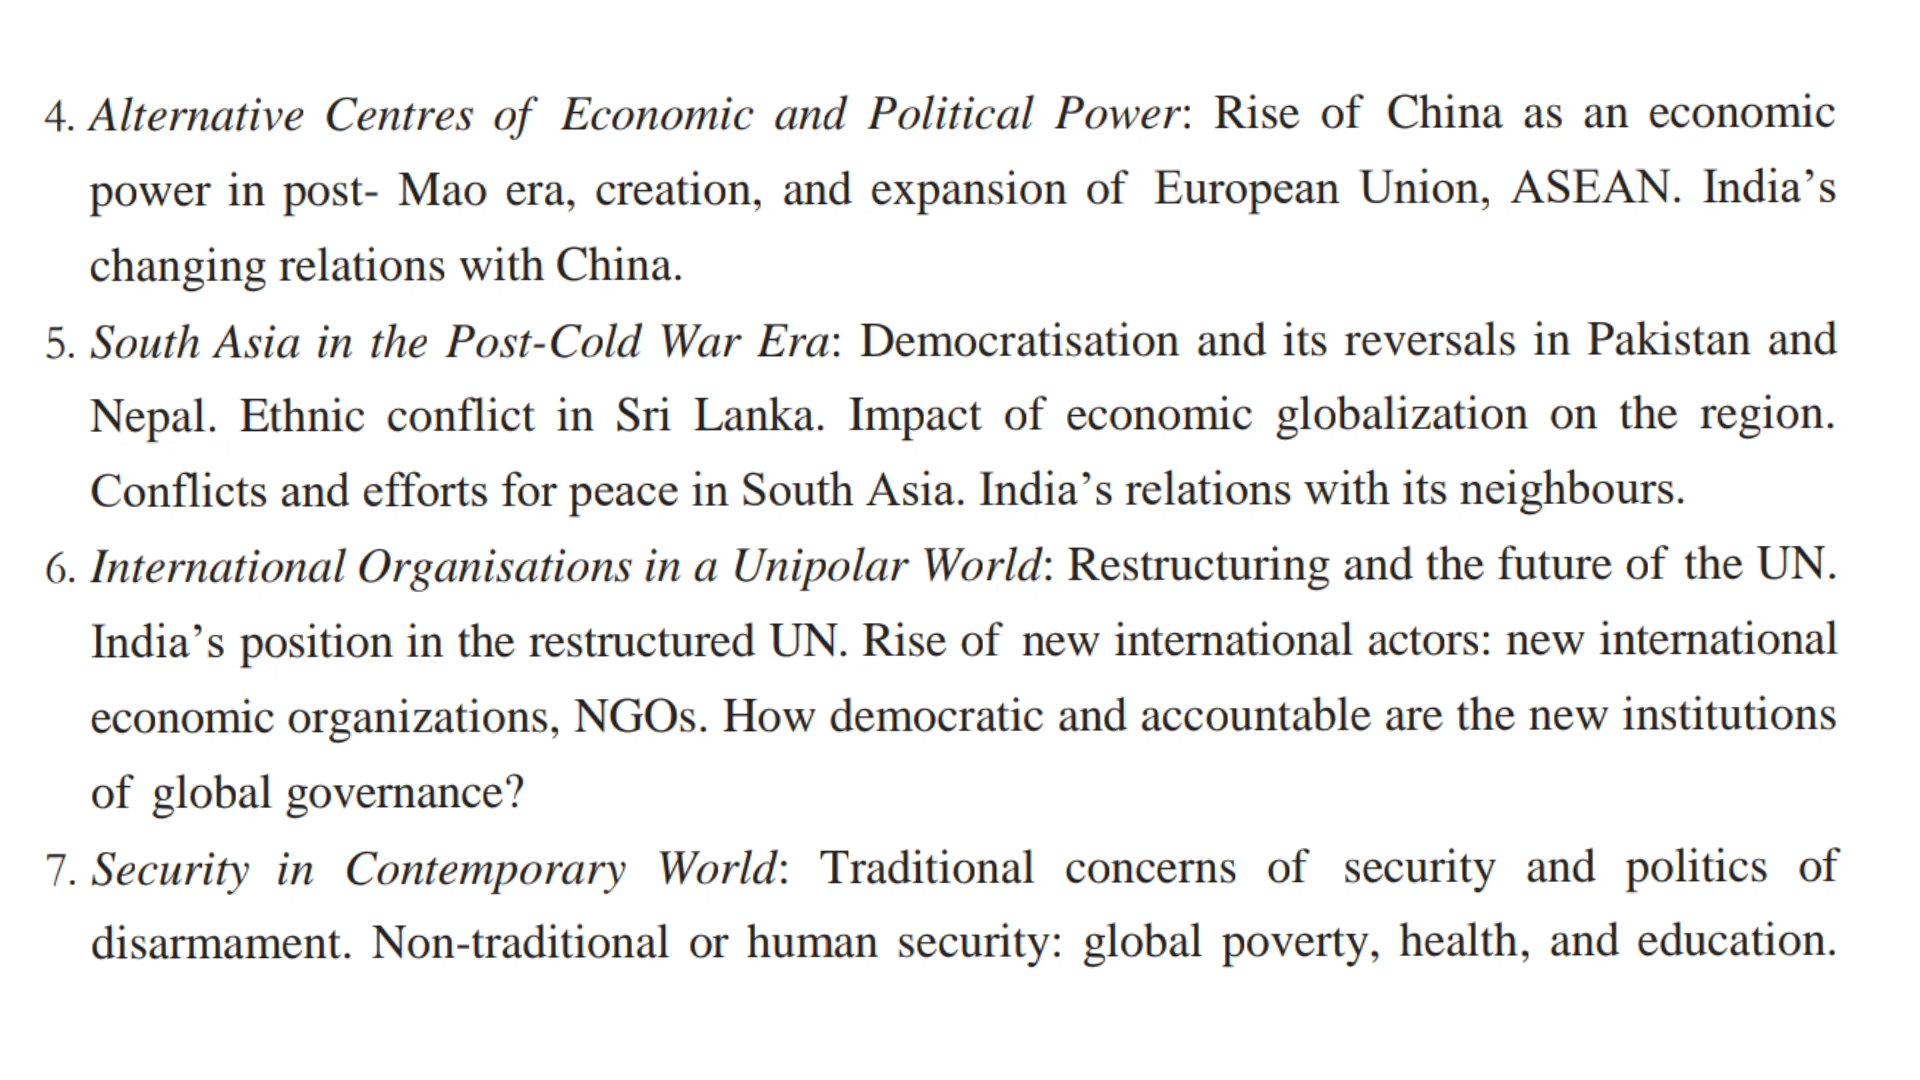 4. Alternative Centres of Economic and Political Power: Rise of China as an economic
power in post- Mao era, creation, and expansion of European Union, ASEAN. India’s
changing relations with China.
5. South Asia in the Post-Cold War Era: Democratisation and its reversals in Pakistan and
Nepal. Ethnic conflict in Sri Lanka. Impact of economic globalization on the region.
Conflicts and efforts for peace in South Asia. India’s relations with its neighbours.
6. International Organisations in a Unipolar World: Restructuring and the future of the UN.
India’s position in the restructured UN. Rise of new international actors: new international
economic organizations, NGOs. How democratic and accountable are the new institutions
of global governance?
7. Security in Contemporary World: Traditional concerns of security and politics of
disarmament. Non-traditional or human security: global poverty, health, and education.